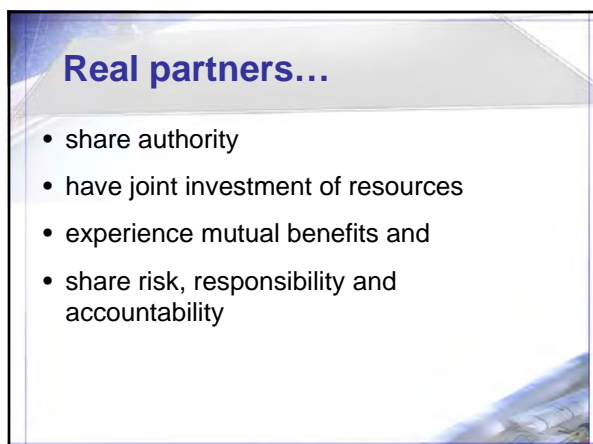 Real partners…
• share authority
• have joint investment of resources
• experience mutual benefits and
• share risk, responsibility and
accountability